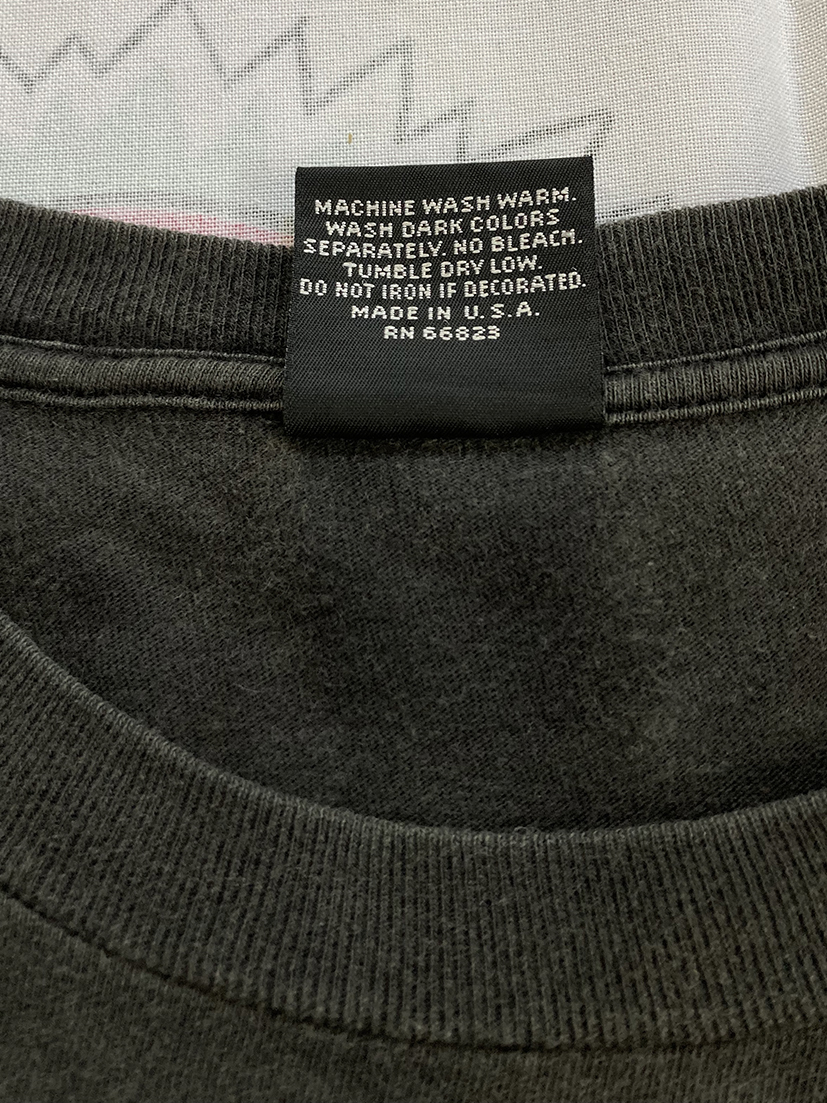 MACHINE WASH WARM.
WASH DARK COLORS
SEPARATELY. NO BLEACH.
TUMBLE DRY LOW.
DO NOT IRON IF DECORATED.
MADE IN U.S.A.
RN 66823